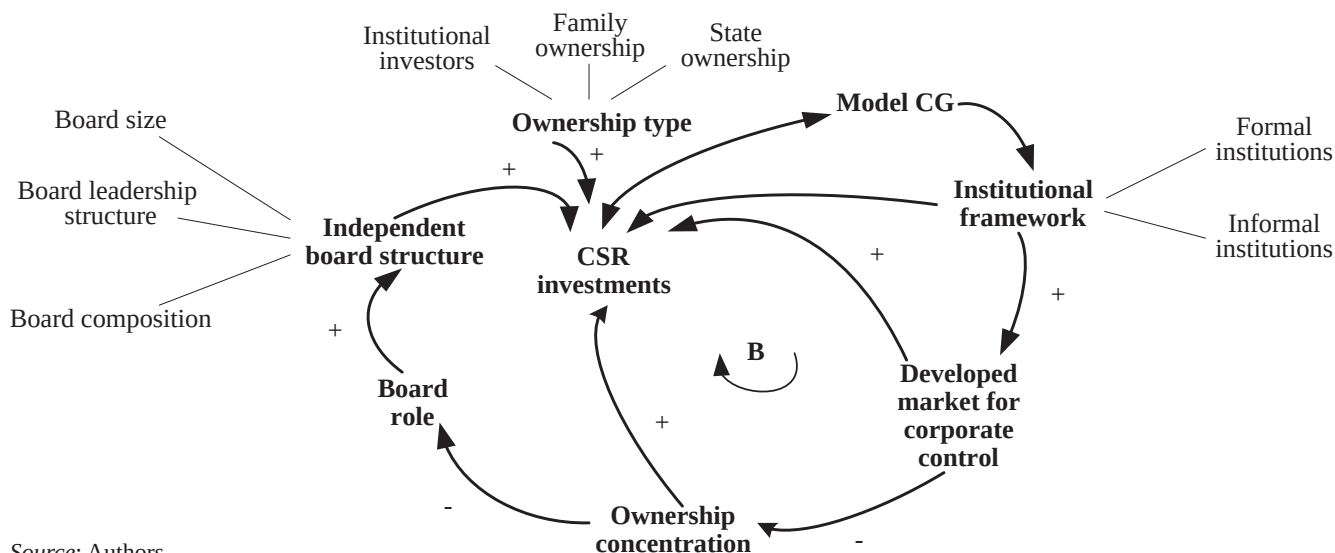 Institutional
investors
Family
ownership
State
ownership
Ownership type
Model CG
Board size
Board leadership
structure
Board composition
Independent
board structure
CSR
investments
Institutional
framework
Formal
institutions
Informal
institutions
+
+
+
+
+
B
Board
role
Developed
market for
corporate
control
+
-
Ownership
concentration
-
Source: Authors